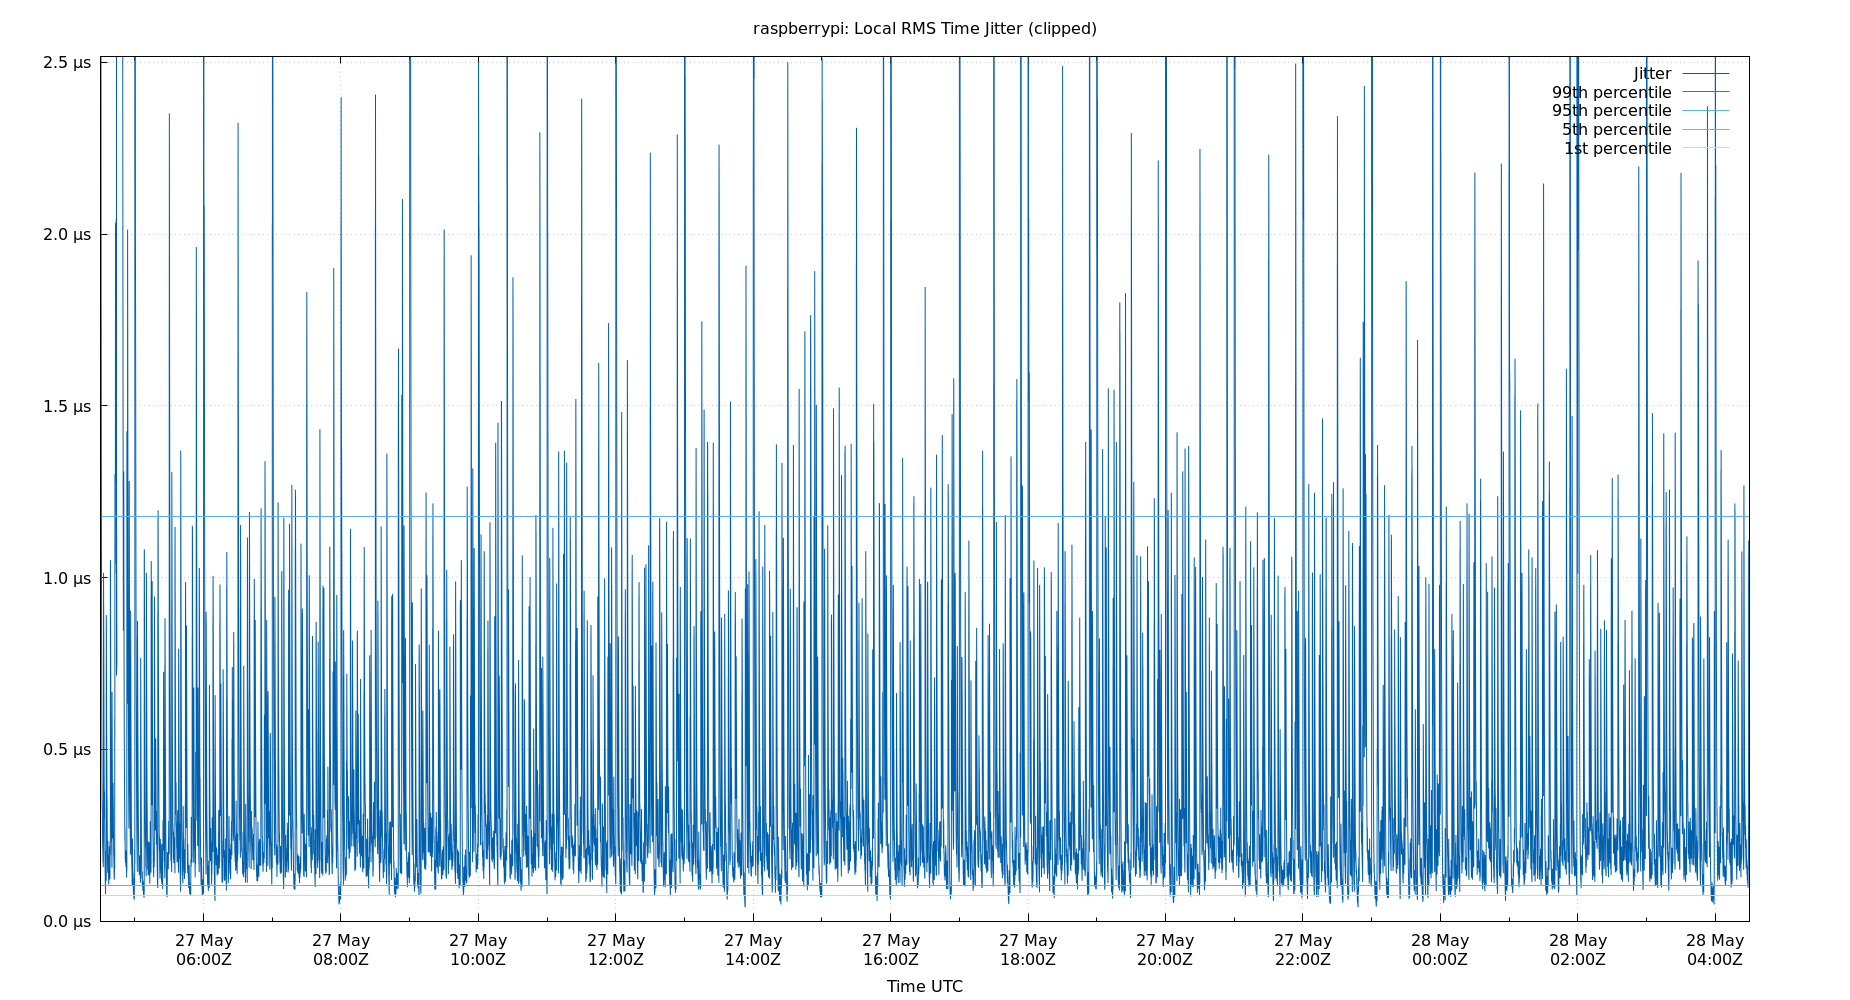 raspberrypi: Local RMS Time Jitter (clipped)
2.5 µs
2.0 µs
1.5 µs
1.0 µs
0.5 µs
0.0 µs
Jitter
99th percentile
95th percentile
5th percentile
1st percentile
27 May 27 May 27 May 27 May 27 May 27 May 27 May 27 May 27 May 28 May 28 May 28 May
06:00Z 08:00Z 10:00Z 12:00Z 14:00Z 16:00Z 18:00Z 20:00Z 22:00Z 00:00Z 02:00Z 04:00Z
Time UTC